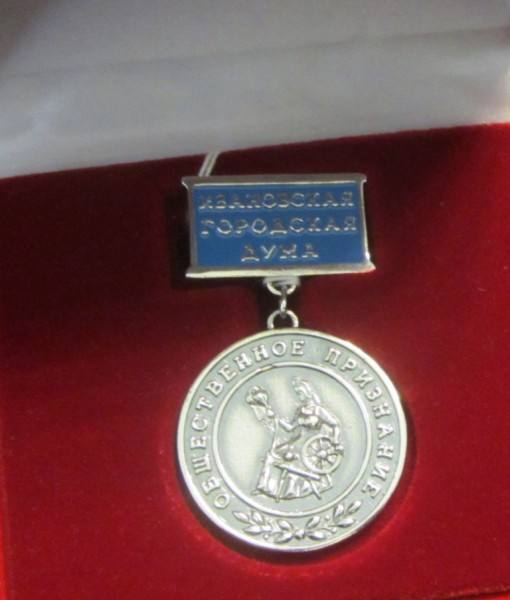 ИВАНОВСКАЯ
ГОРОДСКАЯ
ДУМА
ОБЩЕСТВЕННОЕ ПРИЗНАНИЕ